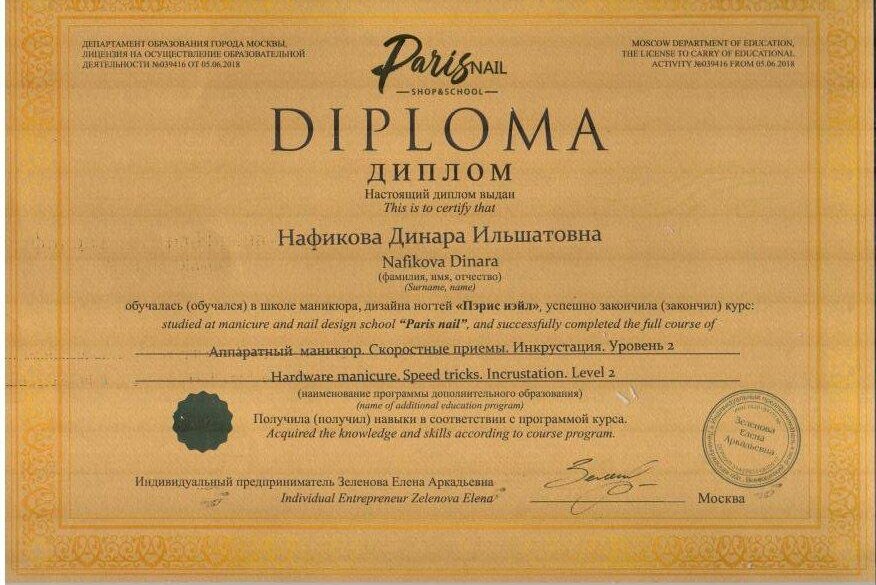 ДЕПАРТАМЕНТ ОБРАЗОВАНИЯ ГОРОДА МОСКВЫ,
ЛИЦЕНЗИЯ НА ОСУЩЕСТВЛЕНИЕ ОБРАЗОВАТЕЛЬНОЙ
ДЕЯТЕЛЬНОСТИ №039416 ОТ 05.06.2018
Paris NAIL
SHOP&SCHOOL
MOSCOW DEPARTMENT OF EDUCATION,
THE LICENSE TO CARRY OF EDUCATIONAL
ACTIVITY №039416 FROM 05.06.2018
DIPLOMA
ДИПЛОМ
Настоящий диплом выдан
This is to certify that
Нафикова Динара Ильшатовна
Nafikova Dinara
(фамилия, имя, отчество)
(Surname, name)
обучалась (обучался) в школе маникюра, дизайна ногтей «Пэрис нэйл», успешно закончила (закончил) курс:
studied at manicure and nail design school "Paris nail", and successfully completed the full course of
Аппаратный маникюр. Скоростные приемы. Инкрустация. Уровень 2
Hardware manicure. Speed tricks. Incrustation. Level 2
(наименование программы дополнительного образования)
(name of additional education program)
Получила (получил) навыки в соответствии с программой курса.
Acquired the knowledge and skills according to course program.
Зеленова
Елена
Аркадьевна
Индивидуальный предприниматель Зеленова Елена Аркадьевна
Individual Entrepreneur Zelenova Elena
Москва